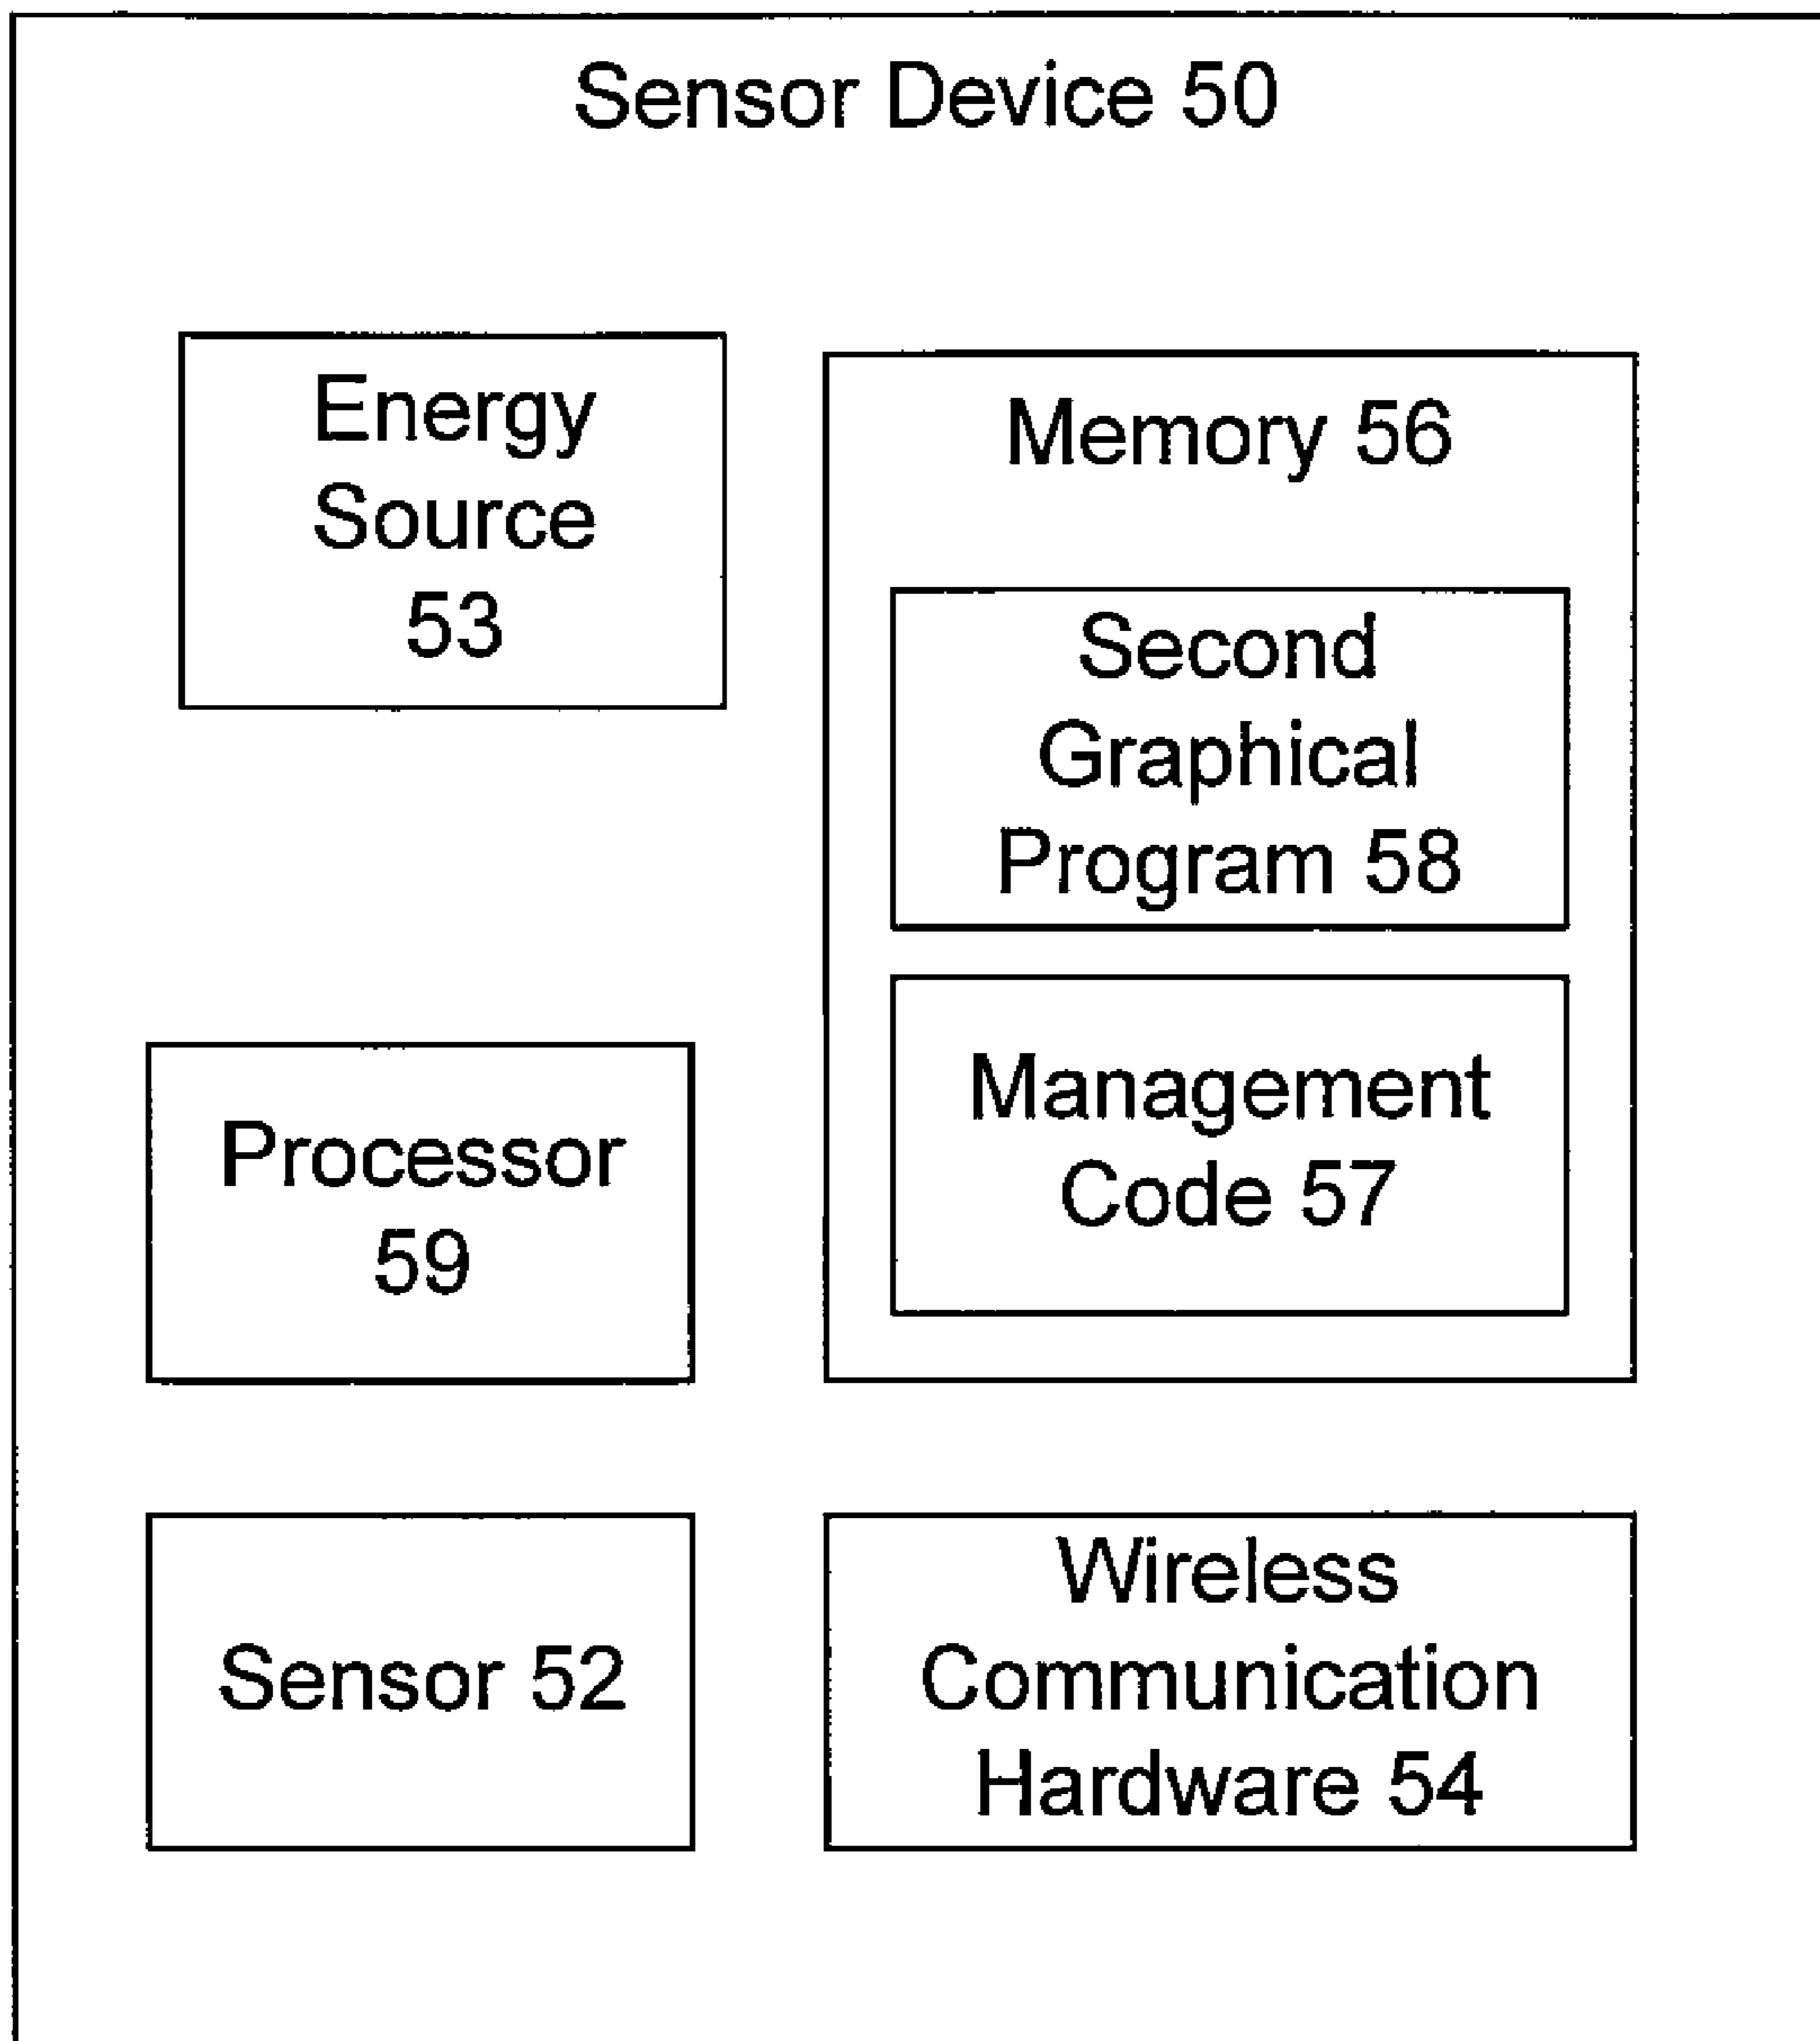 Sensor Device 50
Energy
Source
53
Memory 56
Second
Graphical
Program 58
Management
Code 57
Processor
59
Sensor 52
Wireless
Communication
Hardware 54